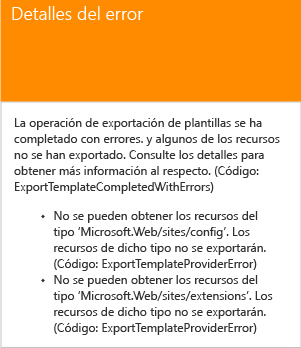 Detalles del error
La operación de exportación de plantillas se ha
completado con errores. y algunos de los recursos
no se han exportado. Consulte los detalles para
obtener más información al respecto. (Código:
ExportTemplateCompletedWithErrors)
• No se pueden obtener los recursos del
tipo ‘Microsoft.Web/sites/config’. Los
recursos de dicho tipo no se exportarán.
(Código: ExportTemplateProviderError)
• No se pueden obtener los recursos del
tipo ‘Microsoft.Web/sites/extensions’. Los
recursos de dicho tipo no se exportarán.
(Código: ExportTemplateProviderError)